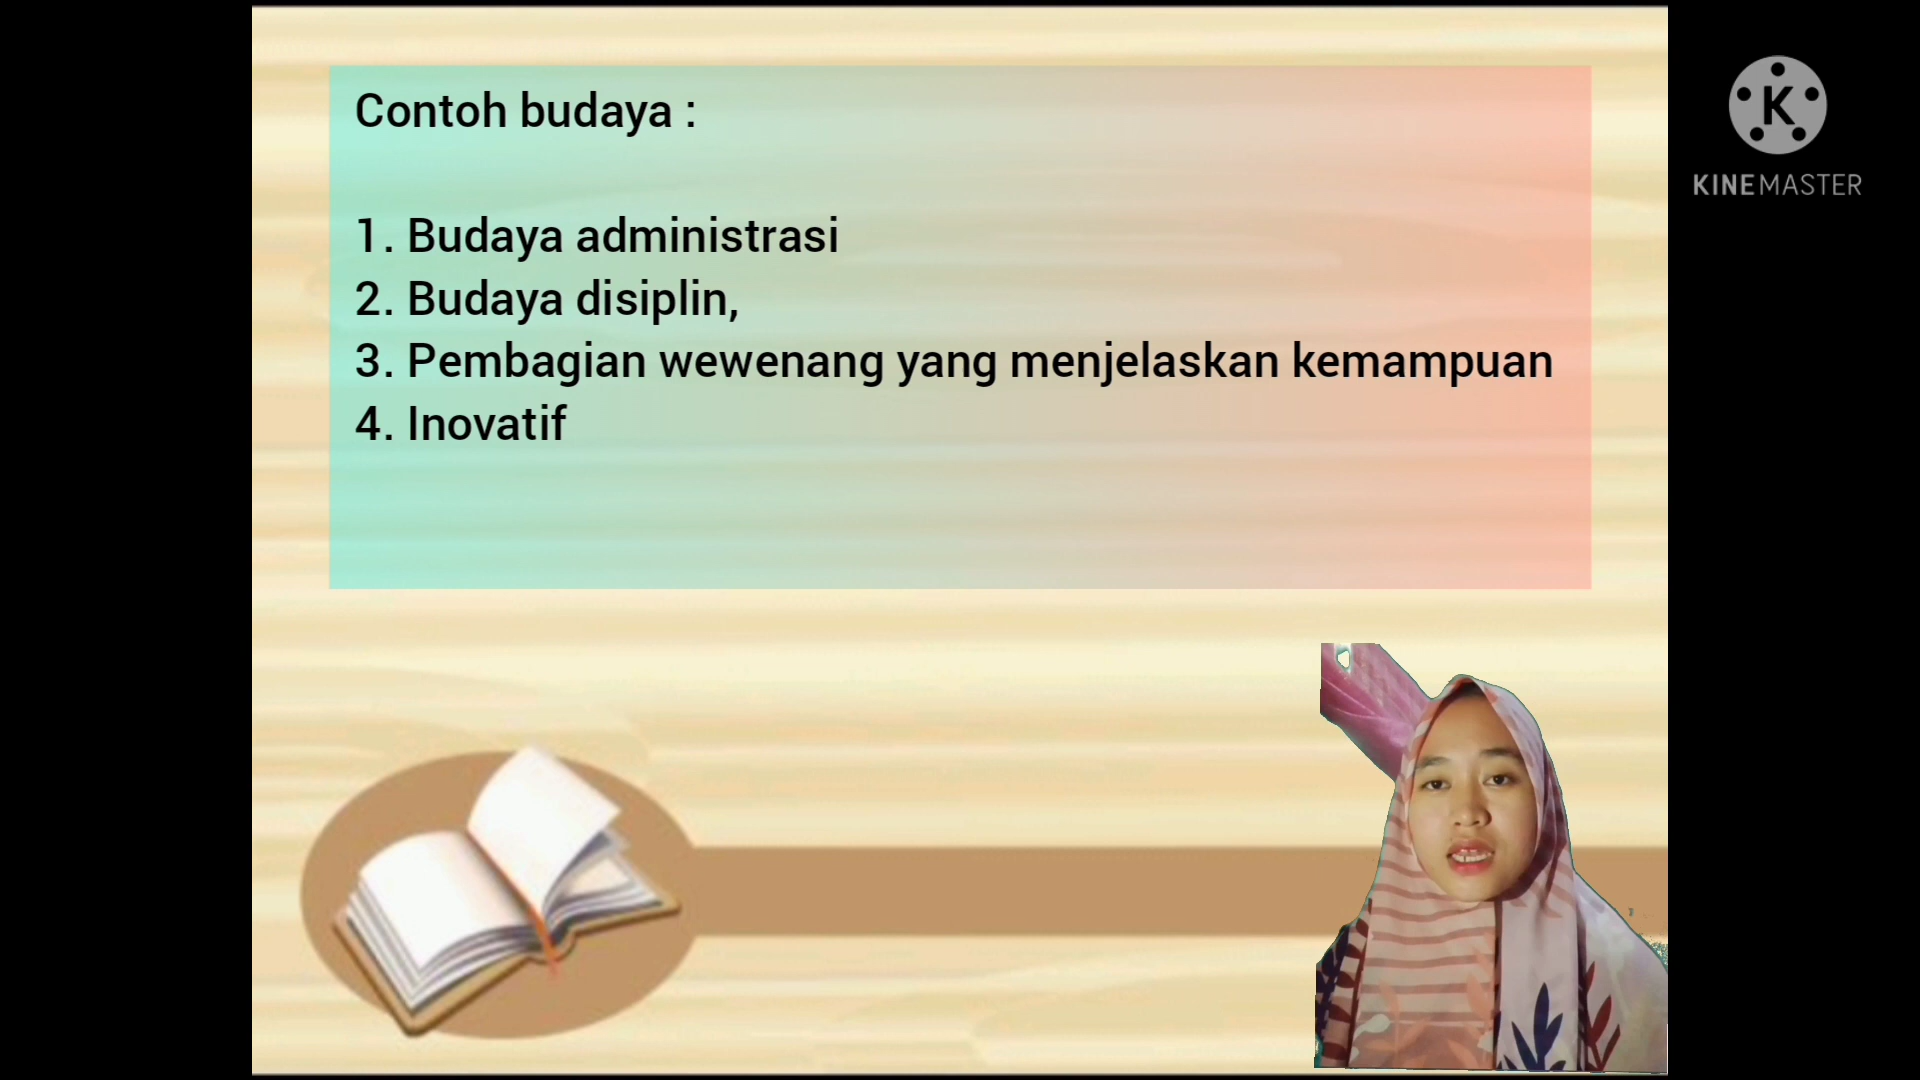 Contoh budaya :
1. Budaya administrasi
2. Budaya disiplin,
3. Pembagian wewenang yang menjelaskan kemampuan
4. Inovatif
K
KINEMASTER